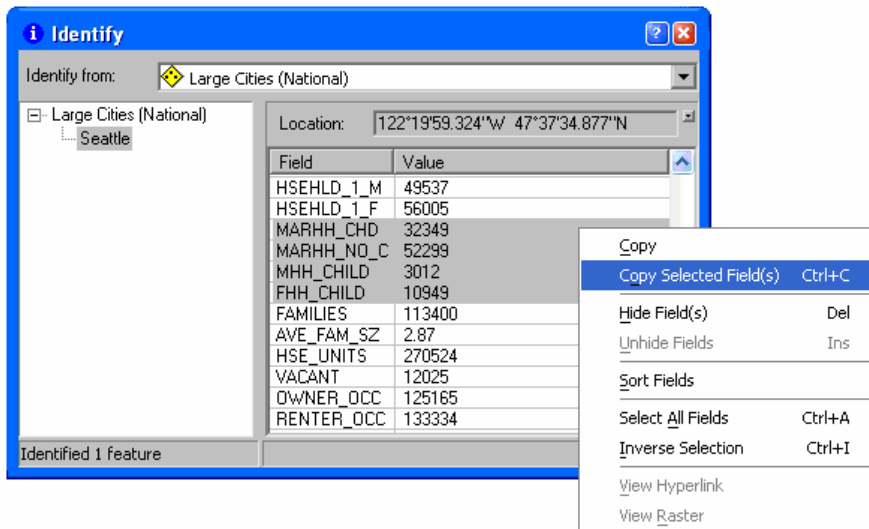 Identify
Identify from: Large Cities (National)
Large Cities (National)
Seattle
Location: 122°19'59.324"W 47°37'34.877"N
Field Value
HSEHLD_1_M 49537
HSEHLD_1_F 56005
MARHH_CHD 32349
MARHH_NO_C 52299
MHH_CHILD 3012
FHH_CHILD 10949
FAMILIES 113400
AVE_FAM_SZ 2.87
HSE_UNITS 270524
VACANT 12025
OWNER_OCC 125165
RENTER_OCC 133334
Identified 1 feature
Copy
Copy Selected Field(s) Ctrl+C
Hide Field(s) Del
Unhide Fields Ins
Sort Fields
Select All Fields Ctrl+A
Inverse Selection Ctrl+I
View Hyperlink
View Raster